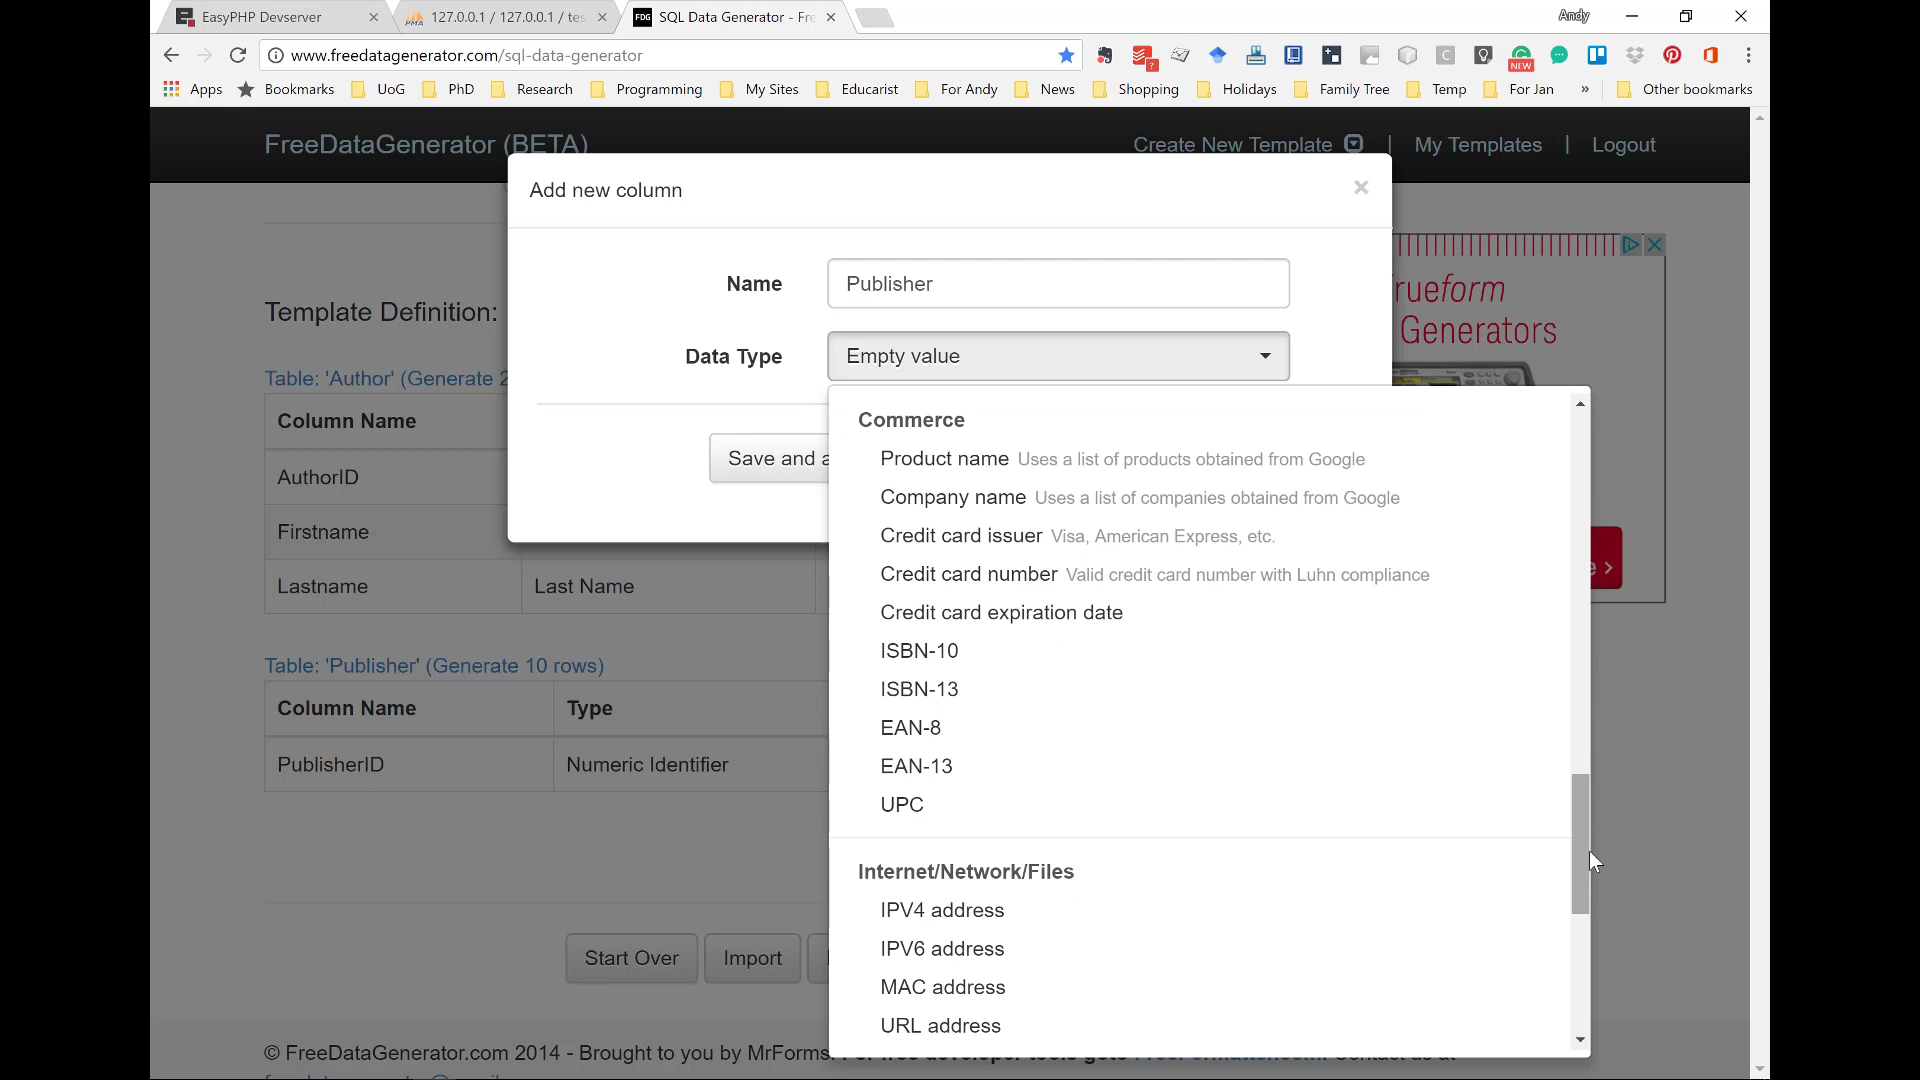 EasyPHP Devserver
127.0.0.1 / 127.0.0.1 / tes
FDG SQL Data Generator - Fre
Andy
www.freedatagenerator.com/sql-data-generator
NEW
Apps Bookmarks UoG PhD Research Programming My Sites Educarist For Andy News Shopping Holidays Family Tree Temp For Jan » Other bookmarks
FreeDataGenerator (BETA)
Create New Template | My Templates | Logout
Add new column
Name
Publisher
Data Type
Empty value
Save and a
Commerce
Product name Uses a list of products obtained from Google
Company name Uses a list of companies obtained from Google
Credit card issuer Visa, American Express, etc.
Credit card number Valid credit card number with Luhn compliance
Credit card expiration date
ISBN-10
ISBN-13
EAN-8
EAN-13
UPC
Internet/Network/Files
IPV4 address
IPV6 address
MAC address
URL address
Template Definition:
Table: 'Author' (Generate 2
Column Name
AuthorID
Firstname
Lastname Last Name
Table: 'Publisher' (Generate 10 rows)
Column Name Type
PublisherID Numeric Identifier
rueform
Generators
Start Over Import
© FreeDataGenerator.com 2014 - Brought to you by MrForms.